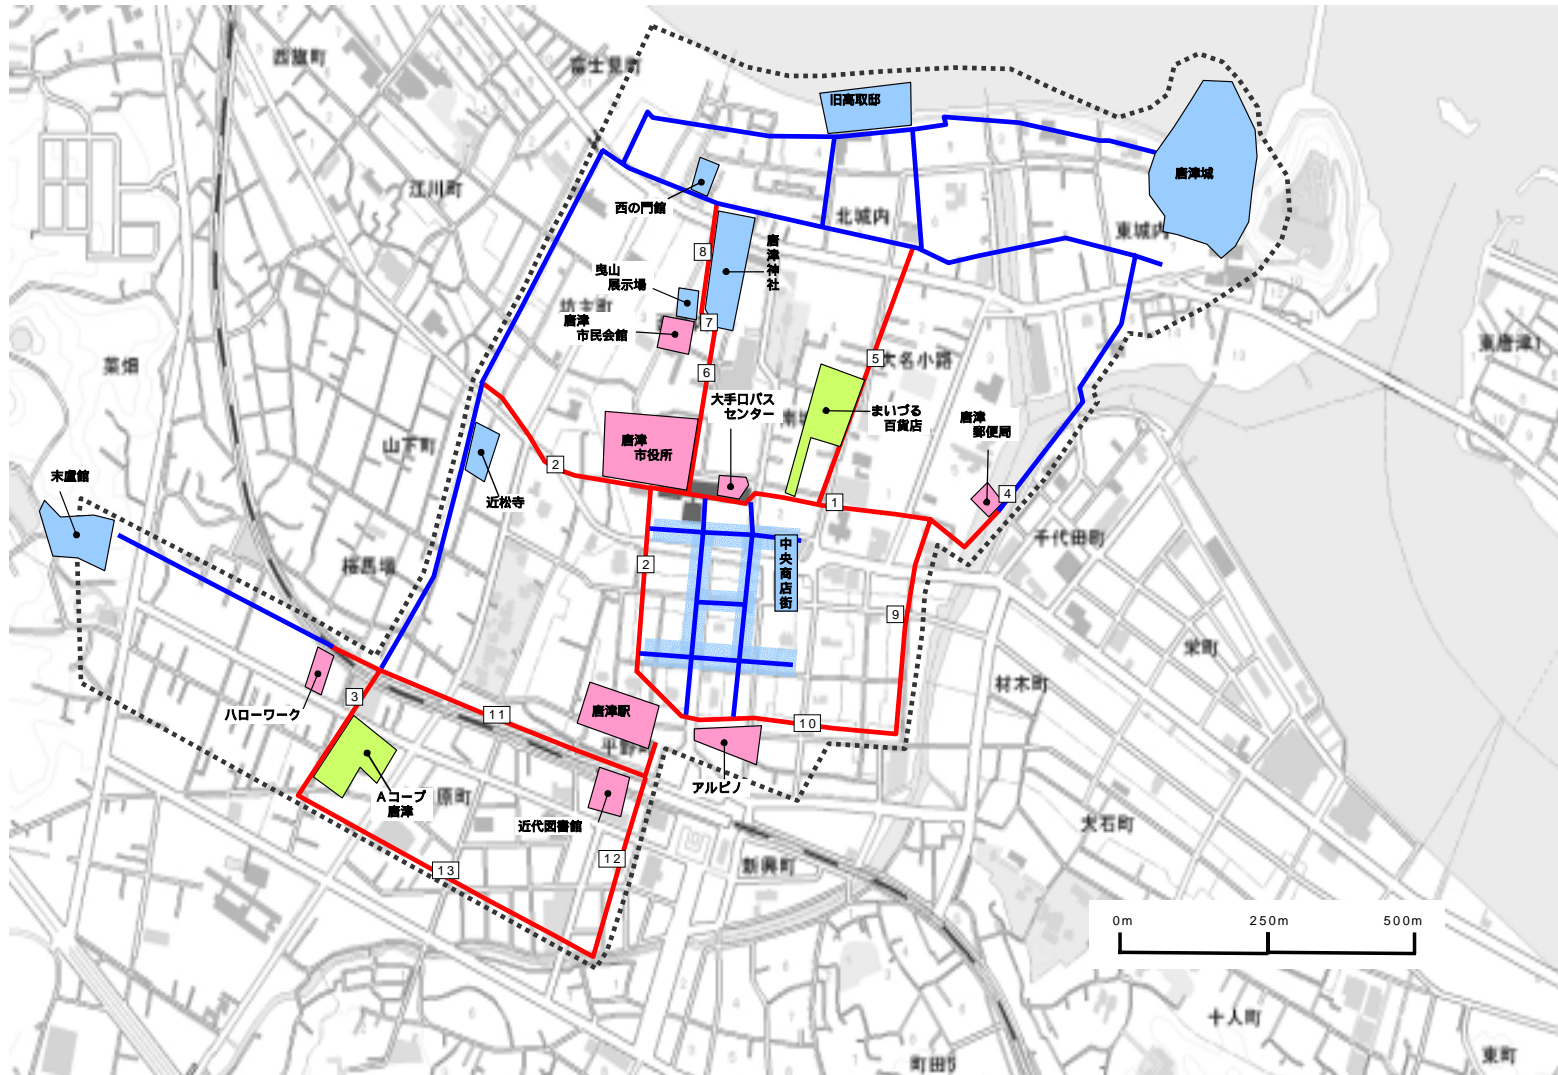 西旗町
富士見町
旧高取邸
唐津城
江川町
西の門館
北城内
東城内
8
唐津神社
曳山
展示場
坊主町
唐津
市民会館
7
東唐津1
菜畑
6
5
大名小路
大手口バス
センター
南城
まいづる
百貨店
唐津
郵便局
山下町
唐津
市役所
2
末盧館
近松寺
1
4
千代田町
桜馬場
2
中央商店街
9
栄町
材木町
ハローワーク
3
11
唐津駅
10
平野
アルピノ
Aコープ
唐津
原町
近代図書館
大石町
12
新興町
13
0m
250m
500m
十人町
町田5
東町